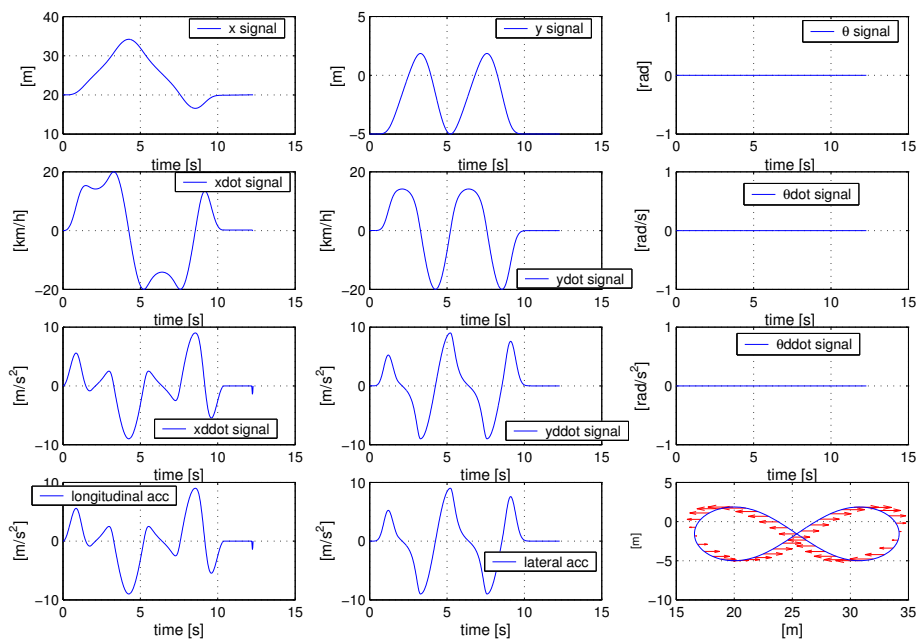 x signal
[m]
40
30
20
10
0 5 10 15
time [s]
y signal
[m]
5
0
−5
0 5 10 15
time [s]
θ signal
[rad]
1
0
−1
0 5 10 15
time [s]
xdot signal
[km/h]
20
0
−20
0 5 10 15
time [s]
ydot signal
[km/h]
20
0
−20
0 5 10 15
time [s]
θdot signal
[rad/s]
1
0
−1
0 5 10 15
time [s]
xddot signal
[m/s²]
10
0
−10
0 5 10 15
time [s]
yddot signal
[m/s²]
10
0
−10
0 5 10 15
time [s]
θddot signal
[rad/s²]
1
0
−1
0 5 10 15
time [s]
longitudinal acc
[m/s²]
10
0
−10
0 5 10 15
time [s]
lateral acc
[m/s²]
10
0
−10
0 5 10 15
time [s]
[m]
5
0
−5
−10
15 20 25 30 35
[m]